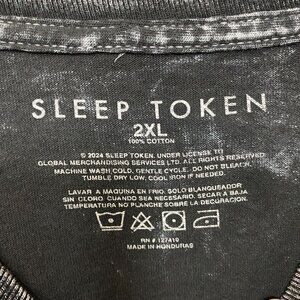 SLEEP TOKEN
2XL
100% COTTON
© 2024 SLEEP TOKEN. UNDER LICENSE TO
GLOBAL MERCHANDISING SERVICES LTD. ALL RIGHTS RESERVED.
MACHINE WASH COLD, GENTLE CYCLE. DO NOT BLEACH.
TUMBLE DRY LOW. COOL IRON IF NEEDED.
LAVAR A MAQUINA EN FRIO, SOLO BLANQUEADOR
SIN CLORO CUANDO SEA NECESARIO, SECAR A BAJA
TEMPERATURA NO PLANCHE SOBRE LA DECORACION.
RN # 127410
MADE IN HONDURAS